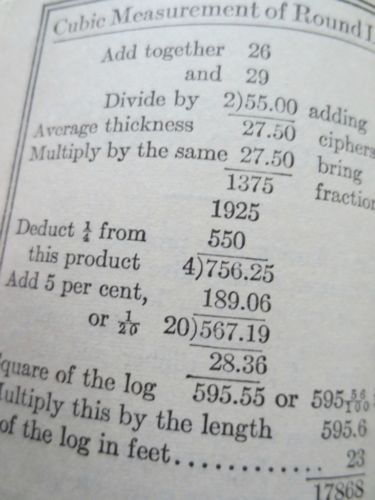 Cubic Measurement of Round
Add together 26
and 29
Divide by 2)55.00 adding
Average thickness 27.50 ciphers
Multiply by the same 27.50 bring
1375 fraction
1925
Deduct ¼ from 550
this product 4)756.25
Add 5 per cent, 189.06
or 1/20 20)567.19
28.36
quare of the log 595.55 or 595 56/100
ultiply this by the length 595.6
of the log in feet............ 23
17868